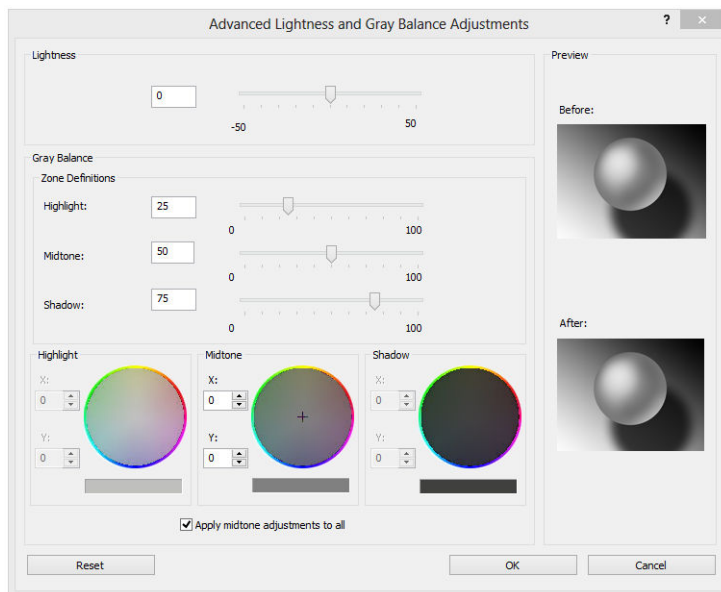 Advanced Lightness and Gray Balance Adjustments ?
Lightness
0
-50 50
Gray Balance
Zone Definitions
Highlight: 25
0 100
Midtone: 50
0 100
Shadow: 75
0 100
Highlight
X:
0
Y:
0
Midtone
X:
0
Y:
0
Shadow
X:
0
Y:
0
Apply midtone adjustments to all
Preview
Before:
After:
Reset OK Cancel